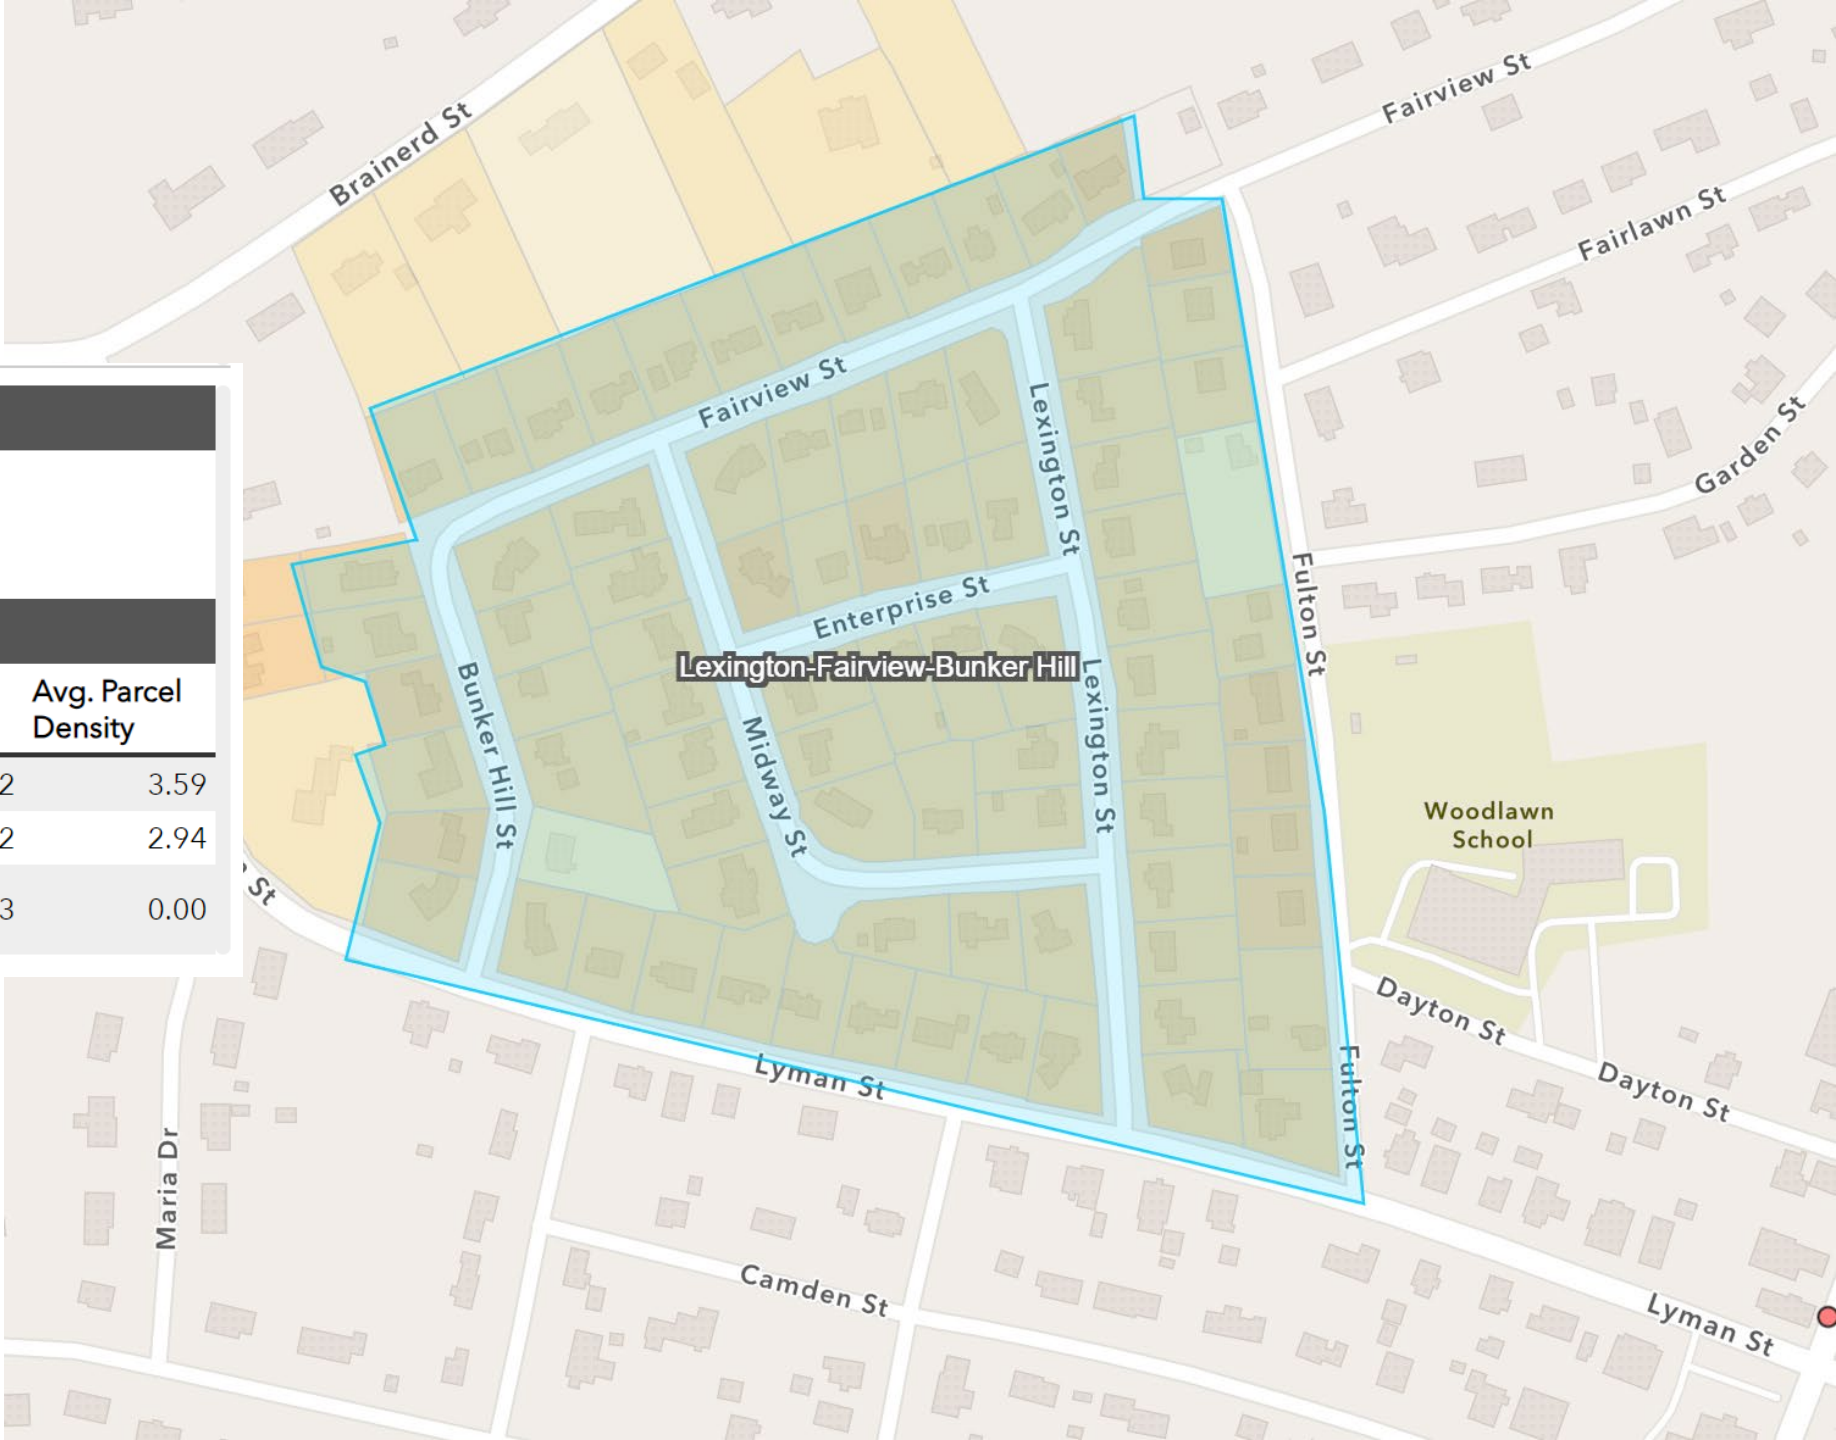 Brainerd St
Fairview St
Fairlawn St
Fairview St
Lexington St
Garden St
Avg. Parcel
Density
2 3.59
2 2.94
3 0.00
St
Enterprise St
Fulton St
Lexington-Fairview-Bunker Hill
Bunker Hill St
Midway St
Lexington St
Woodlawn
School
Dayton St
Dayton St
Lyman St
Fulton St
Maria Dr
Camden St
Lyman St